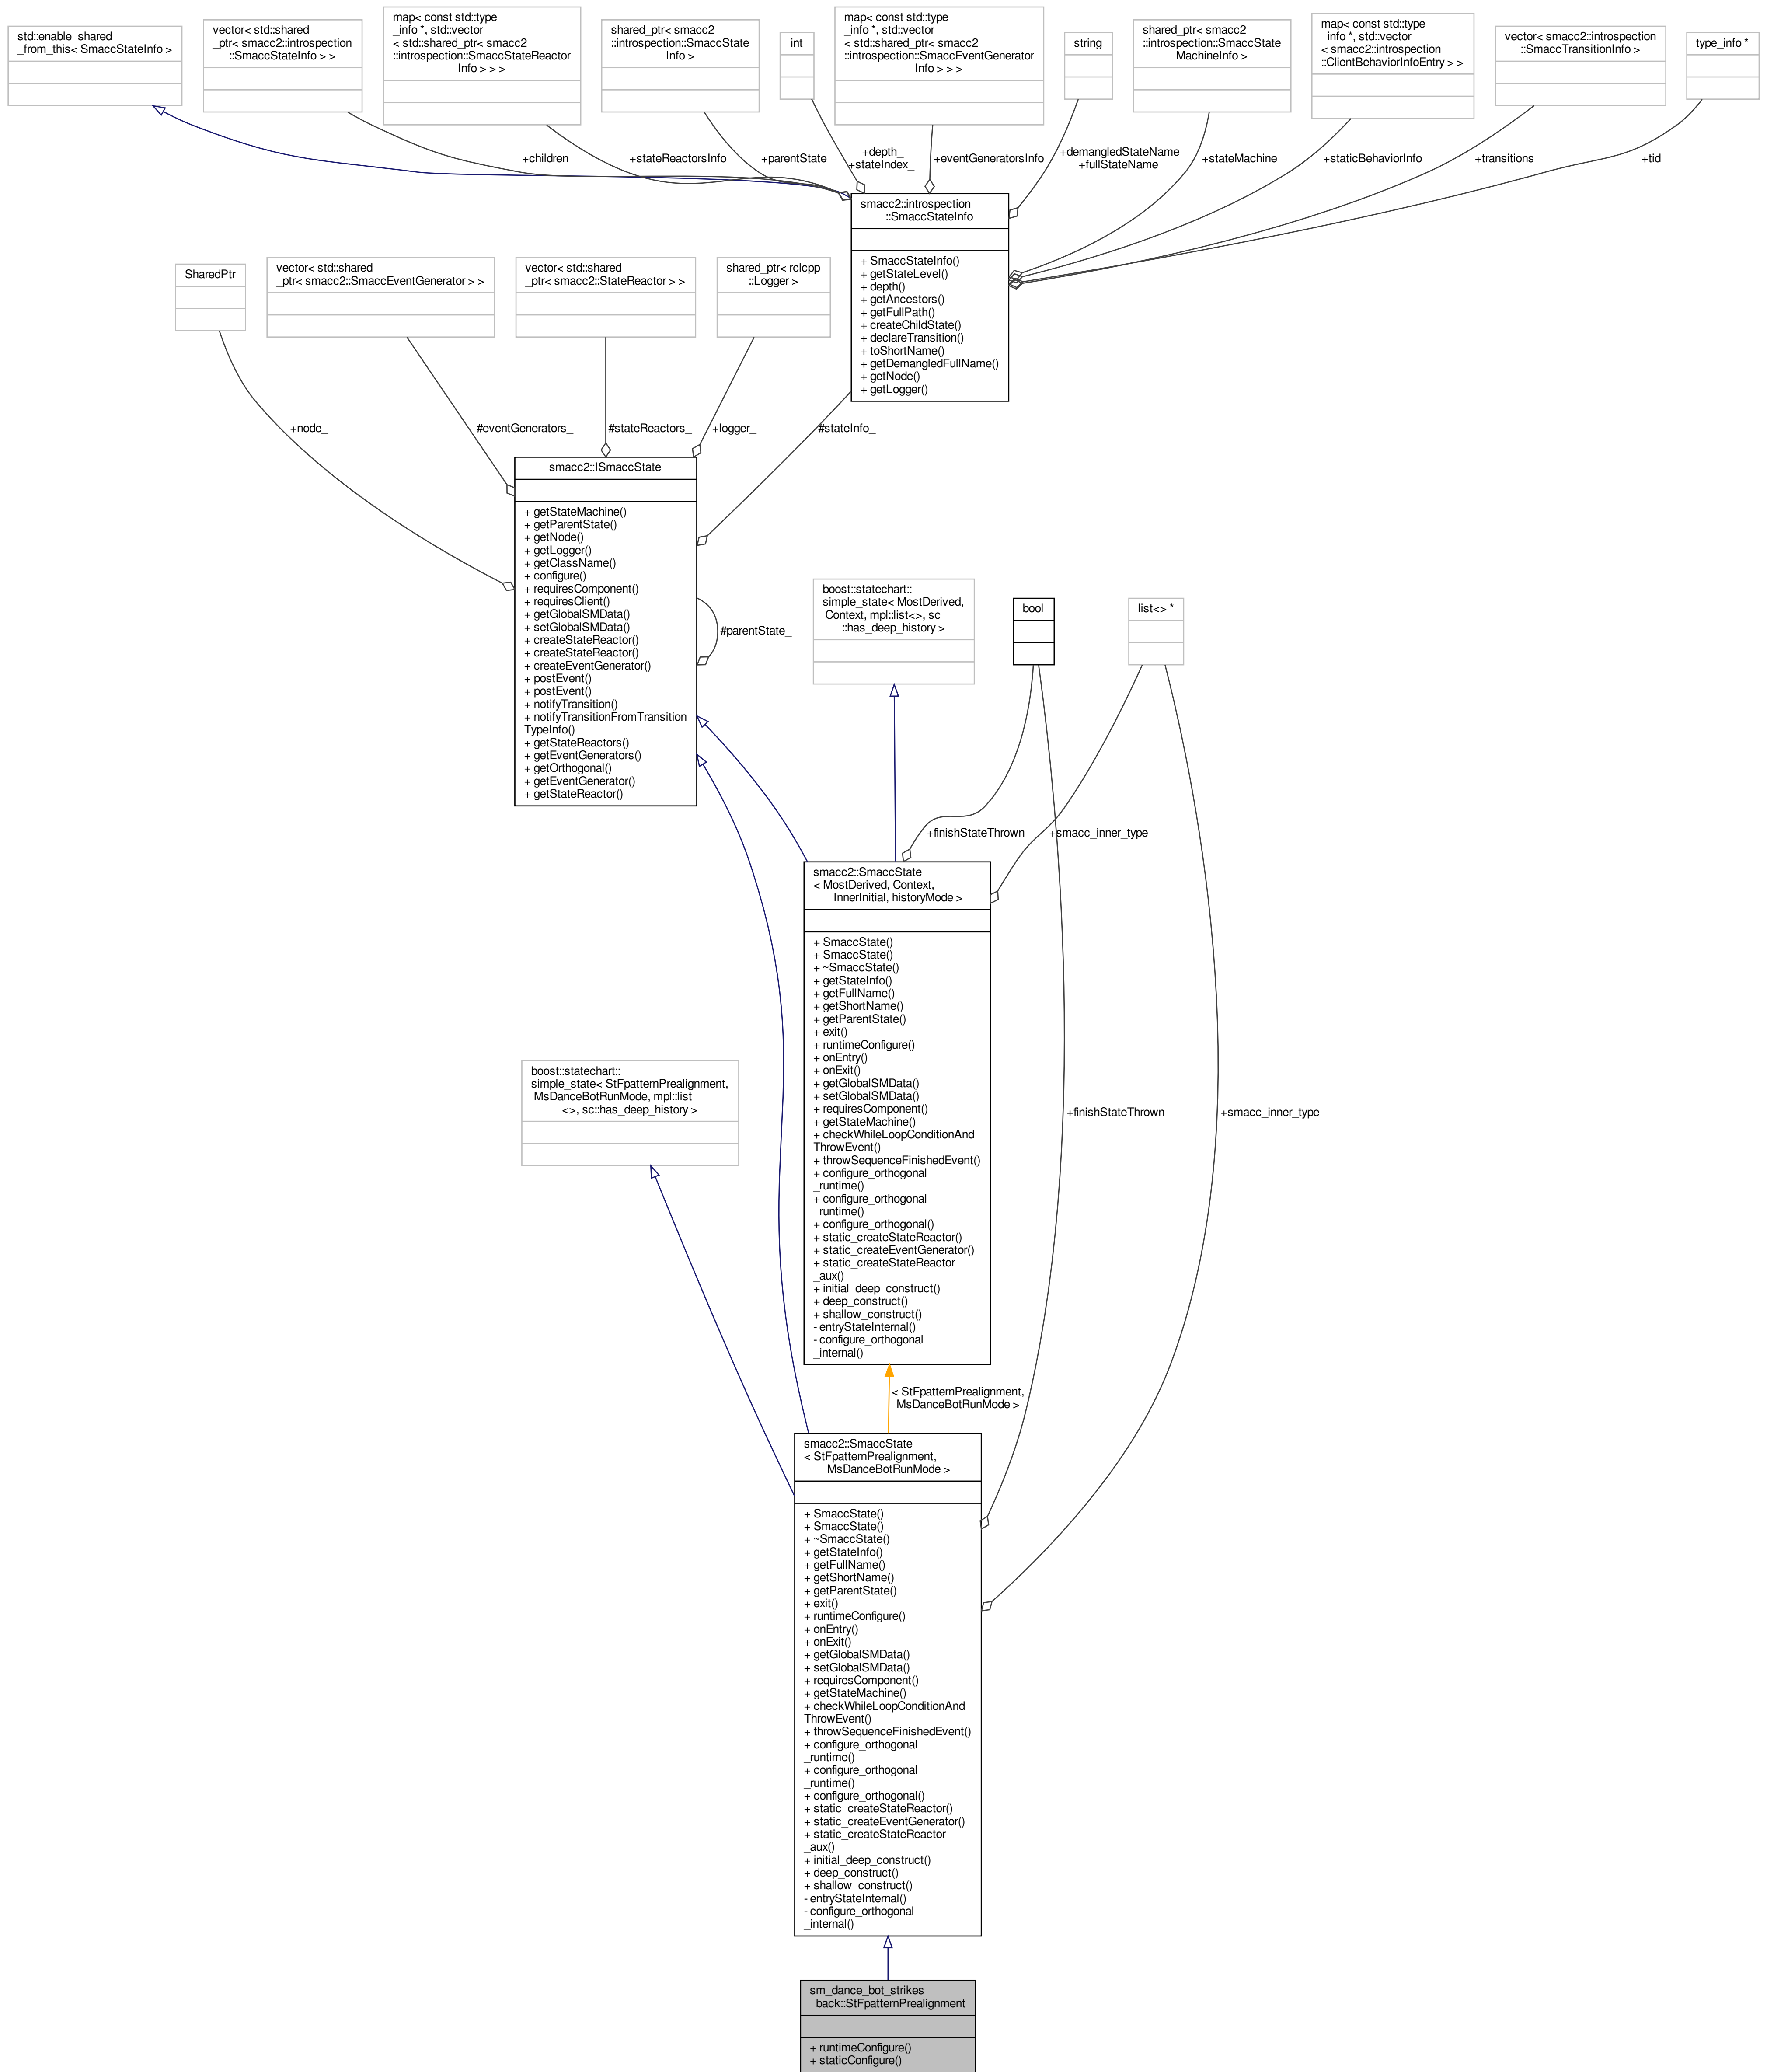 std::enable_shared
_from_this< SmaccStateInfo >
vector< std::shared
_ptr< smacc2::introspection
::SmaccStateInfo > >
map< const std::type
_info *, std::vector
< std::shared_ptr< smacc2
::introspection::SmaccStateReactor
Info > > >
shared_ptr< smacc2
::introspection::SmaccState
Info >
int
map< const std::type
_info *, std::vector
< std::shared_ptr< smacc2
::introspection::SmaccEventGenerator
Info > > >
string
shared_ptr< smacc2
::introspection::SmaccState
MachineInfo >
map< const std::type
_info *, std::vector
< smacc2::introspection
::ClientBehaviorInfoEntry > >
vector< smacc2::introspection
::SmaccTransitionInfo >
type_info *
+children_
+stateReactorsInfo
+parentState_
+depth_
+stateIndex_
+eventGeneratorsInfo
+demangledStateName
+fullStateName
+stateMachine_
+staticBehaviorInfo
+transitions_
+tid_
smacc2::introspection
::SmaccStateInfo
+ SmaccStateInfo()
+ getStateLevel()
+ depth()
+ getAncestors()
+ getFullPath()
+ createChildState()
+ declareTransition()
+ toShortName()
+ getDemangledFullName()
+ getNode()
+ getLogger()
SharedPtr
vector< std::shared
_ptr< smacc2::SmaccEventGenerator > >
vector< std::shared
_ptr< smacc2::StateReactor > >
shared_ptr< rclcpp
::Logger >
+node_
#eventGenerators_
#stateReactors_
+logger_
#stateInfo_
smacc2::ISmaccState
+ getStateMachine()
+ getParentState()
+ getNode()
+ getLogger()
+ getClassName()
+ configure()
+ requiresComponent()
+ requiresClient()
+ getGlobalSMData()
+ setGlobalSMData()
+ createStateReactor()
+ createStateReactor()
+ createEventGenerator()
+ postEvent()
+ postEvent()
+ notifyTransition()
+ notifyTransitionFromTransition
TypeInfo()
+ getStateReactors()
+ getEventGenerators()
+ getOrthogonal()
+ getEventGenerator()
+ getStateReactor()
#parentState_
boost::statechart::
simple_state< MostDerived,
Context, mpl::list<>, sc
::has_deep_history >
bool
list<> *
+finishStateThrown
+smacc_inner_type
smacc2::SmaccState
< MostDerived, Context,
InnerInitial, historyMode >
+ SmaccState()
+ SmaccState()
+ ~SmaccState()
+ getStateInfo()
+ getFullName()
+ getShortName()
+ getParentState()
+ exit()
+ runtimeConfigure()
+ onEntry()
+ onExit()
+ getGlobalSMData()
+ setGlobalSMData()
+ requiresComponent()
+ getStateMachine()
+ checkWhileLoopConditionAnd
ThrowEvent()
+ throwSequenceFinishedEvent()
+ configure_orthogonal
_runtime()
+ configure_orthogonal
_runtime()
+ configure_orthogonal()
+ static_createStateReactor()
+ static_createEventGenerator()
+ static_createStateReactor
_aux()
+ initial_deep_construct()
+ deep_construct()
+ shallow_construct()
- entryStateInternal()
- configure_orthogonal
_internal()
boost::statechart::
simple_state< StFpatternPrealignment,
MsDanceBotRunMode, mpl::list
<>, sc::has_deep_history >
+finishStateThrown
+smacc_inner_type
< StFpatternPrealignment,
MsDanceBotRunMode >
smacc2::SmaccState
< StFpatternPrealignment,
MsDanceBotRunMode >
+ SmaccState()
+ SmaccState()
+ ~SmaccState()
+ getStateInfo()
+ getFullName()
+ getShortName()
+ getParentState()
+ exit()
+ runtimeConfigure()
+ onEntry()
+ onExit()
+ getGlobalSMData()
+ setGlobalSMData()
+ requiresComponent()
+ getStateMachine()
+ checkWhileLoopConditionAnd
ThrowEvent()
+ throwSequenceFinishedEvent()
+ configure_orthogonal
_runtime()
+ configure_orthogonal
_runtime()
+ configure_orthogonal()
+ static_createStateReactor()
+ static_createEventGenerator()
+ static_createStateReactor
_aux()
+ initial_deep_construct()
+ deep_construct()
+ shallow_construct()
- entryStateInternal()
- configure_orthogonal
_internal()
sm_dance_bot_strikes
_back::StFpatternPrealignment
+ runtimeConfigure()
+ staticConfigure()